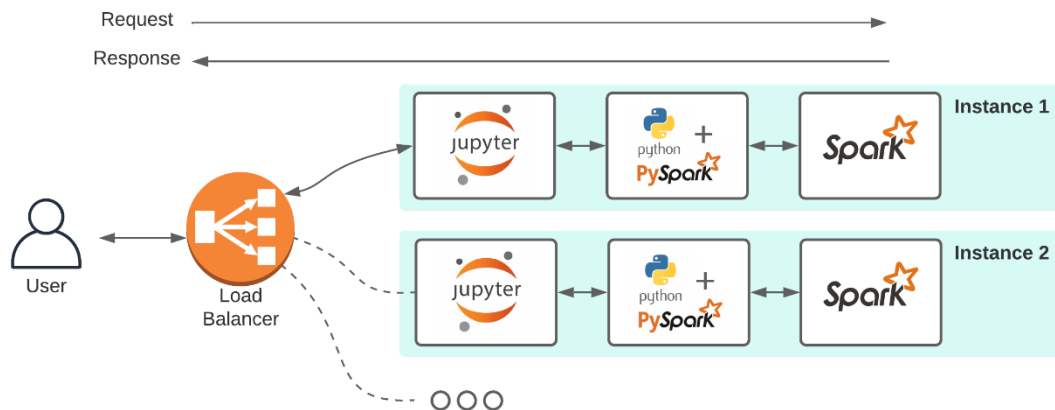 Request
Response
Instance 1
jupyter
python
+
PySpark
Spark
User
Load
Balancer
Instance 2
jupyter
python
+
PySpark
Spark